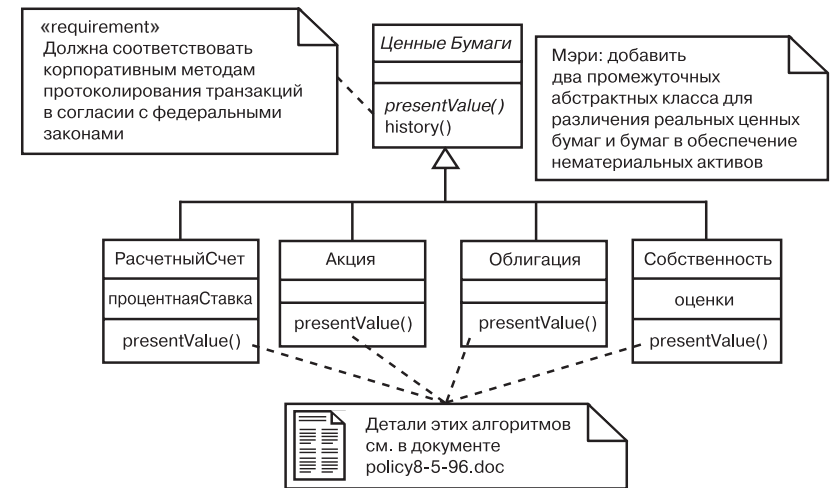 «requirement»
Должна соответствовать
корпоративным методам
протоколирования транзакций
в согласии с федеральными
законами
Ценные Бумаги
presentValue()
history()
Мэри: добавить
два промежуточных
абстрактных класса для
различения реальных ценных
бумаг и бумаг в обеспечение
нематериальных активов
РасчетныйСчет
процентнаяСтавка
presentValue()
Акция
presentValue()
Облигация
presentValue()
Собственность
оценки
presentValue()
Детали этих алгоритмов
см. в документе
policy8-5-96.doc